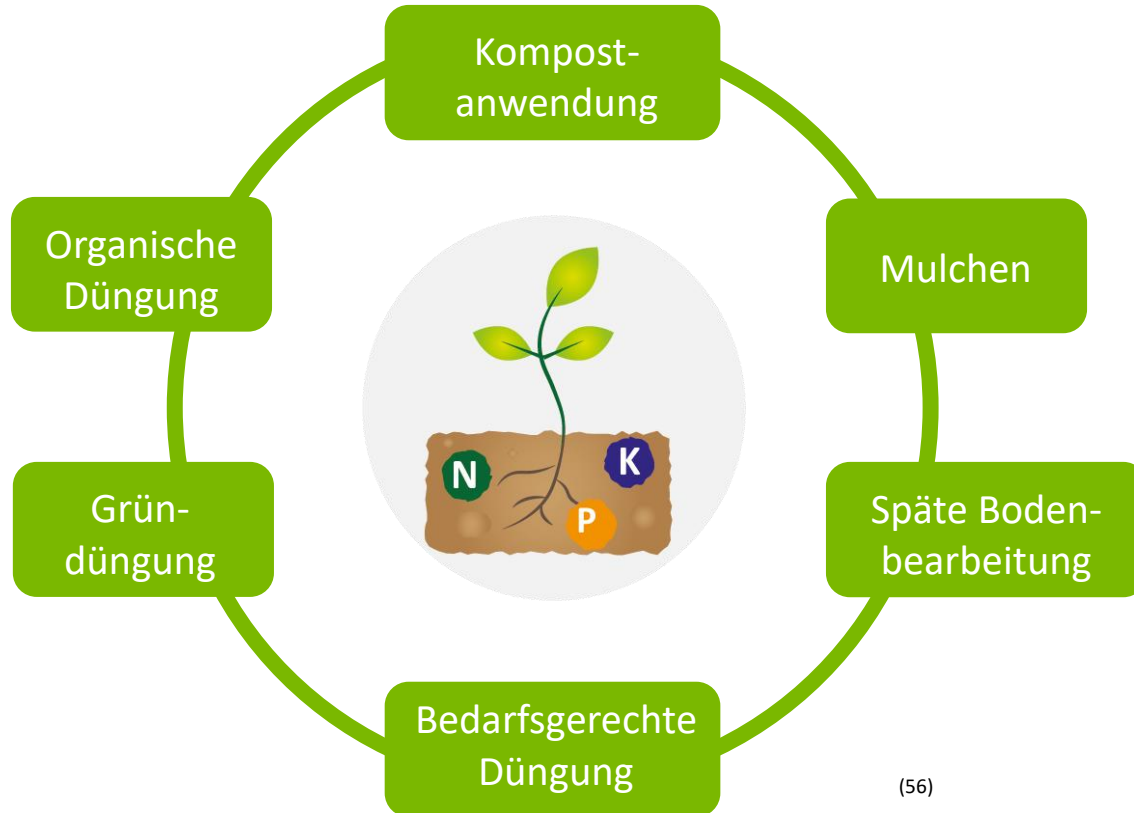 Kompost-
anwendung
Organische
Düngung
Mulchen
N
K
P
Grün-
düngung
Späte Boden-
bearbeitung
Bedarfsgerechte
Düngung
(56)